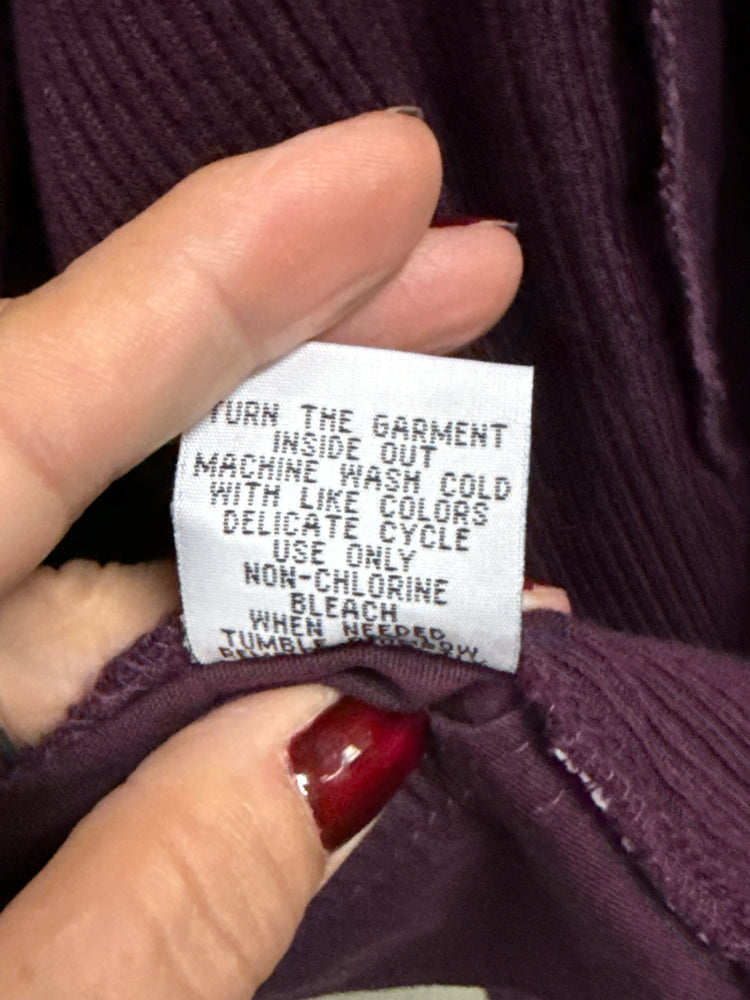 TURN THE GARMENT
INSIDE OUT
MACHINE WASH COLD
WITH LIKE COLORS
DELICATE CYCLE
USE ONLY
NON-CHLORINE
BLEACH
WHEN NEEDED
TUMBLE